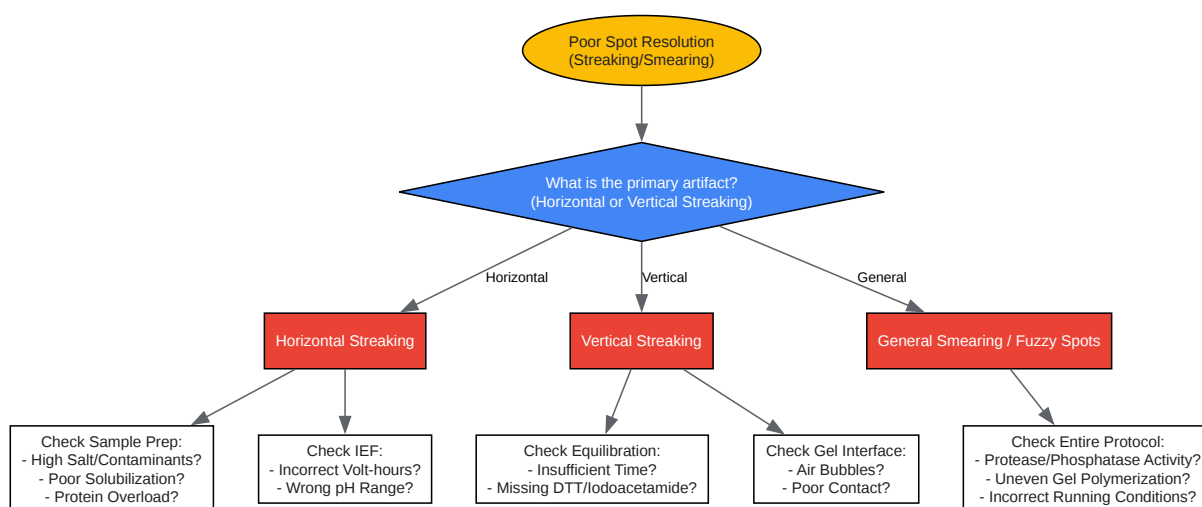 Poor Spot Resolution
(Streaking/Smearing)
What is the primary artifact?
(Horizontal or Vertical Streaking)
Horizontal
Vertical
General
Horizontal Streaking
Vertical Streaking
General Smearing / Fuzzy Spots
Check Sample Prep:
- High Salt/Contaminants?
- Poor Solubilization?
- Protein Overload?
Check IEF:
- Incorrect Volt-hours?
- Wrong pH Range?
Check Equilibration:
- Insufficient Time?
- Missing DTT/Iodoacetamide?
Check Gel Interface:
- Air Bubbles?
- Poor Contact?
Check Entire Protocol:
- Protease/Phosphatase Activity?
- Uneven Gel Polymerization?
- Incorrect Running Conditions?